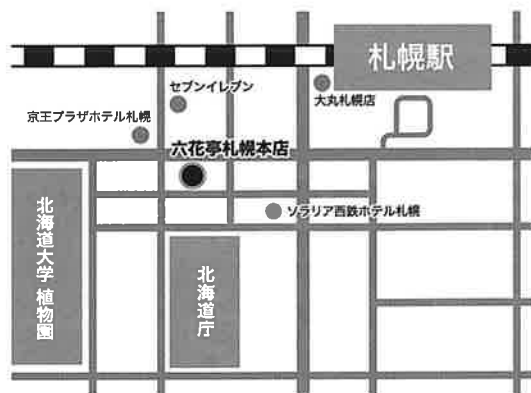 札幌駅
セブンイレブン
大丸札幌店
京王プラザホテル札幌
六花亭札幌本店
ソラリア西鉄ホテル札幌
北海道大学 植物園
北海道庁